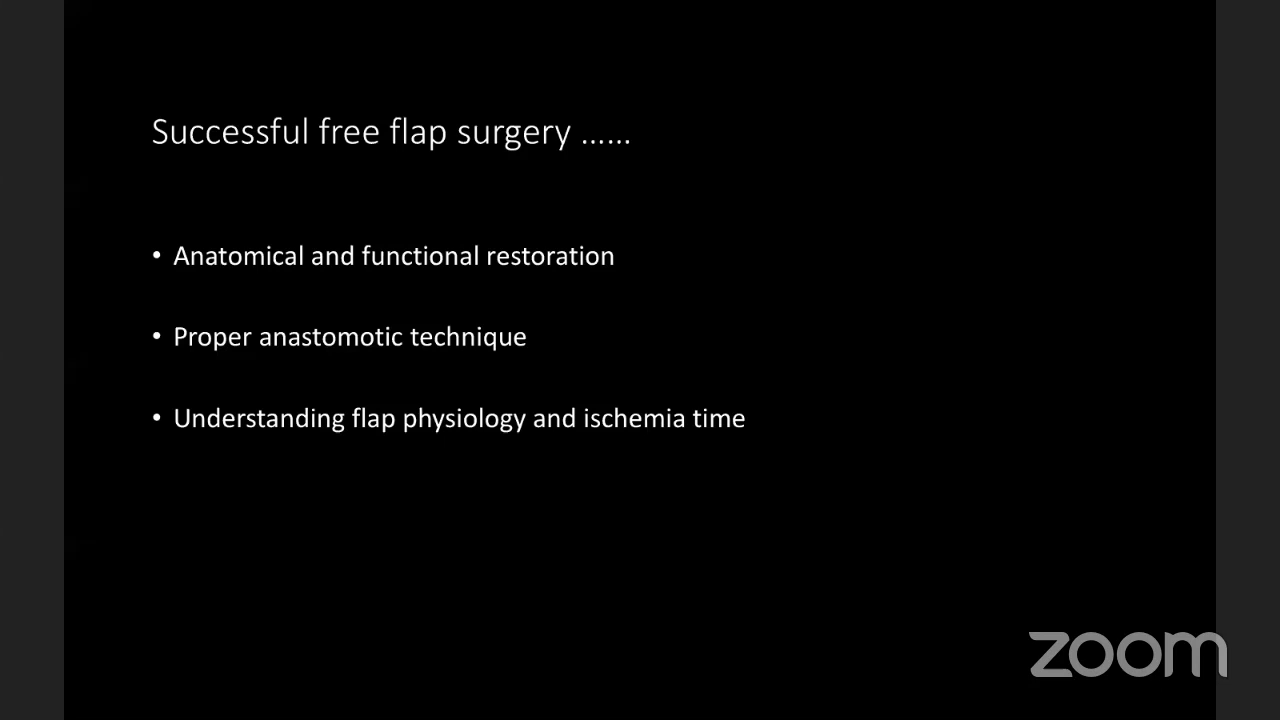 Successful free flap surgery ......
• Anatomical and functional restoration
• Proper anastomotic technique
• Understanding flap physiology and ischemia time
zoom